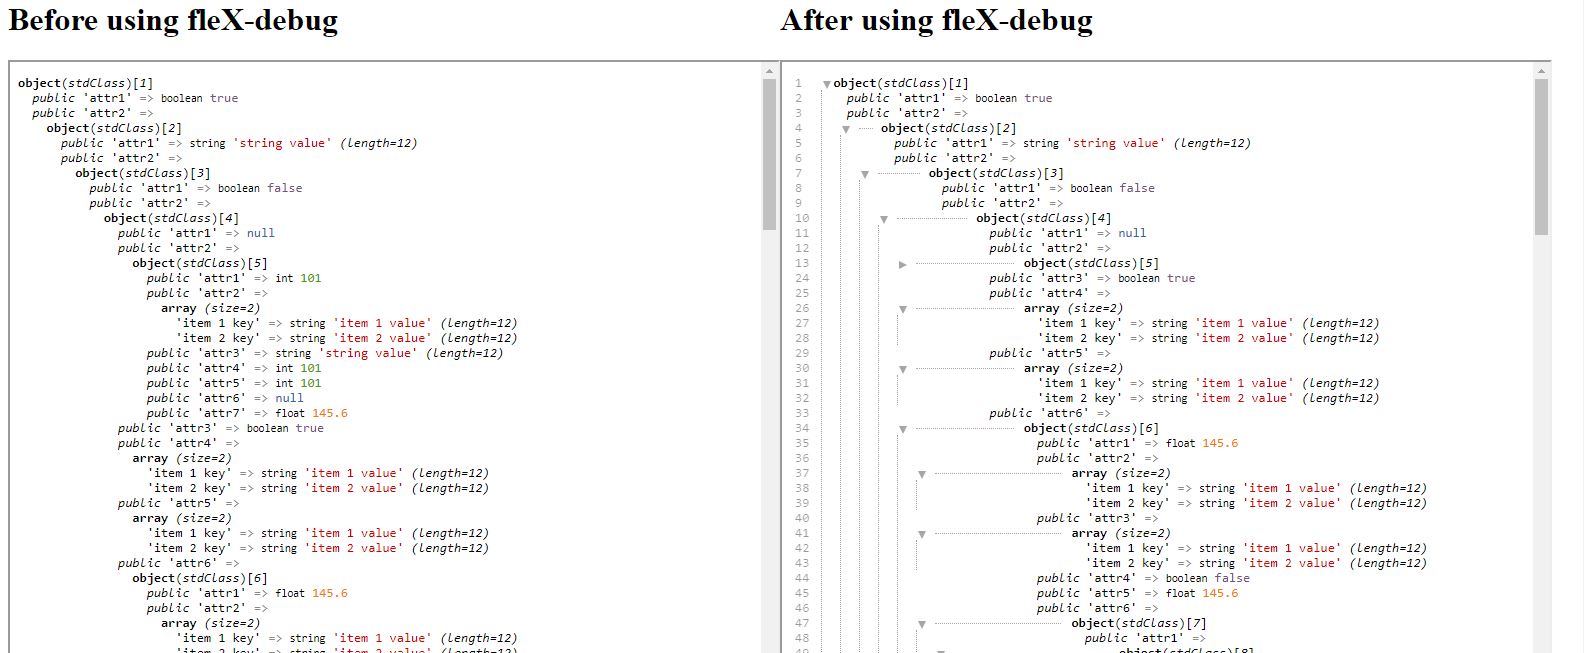 Before using fleX-debug
object(stdClass)[1]
public 'attr1' => boolean true
public 'attr2' =>
object(stdClass)[2]
public 'attr1' => string 'string value' (length=12)
public 'attr2' =>
object(stdClass)[3]
public 'attr1' => boolean false
public 'attr2' =>
object(stdClass)[4]
public 'attr1' => null
public 'attr2' =>
object(stdClass)[5]
public 'attr1' => int 101
public 'attr2' =>
array (size=2)
'item 1 key' => string 'item 1 value' (length=12)
'item 2 key' => string 'item 2 value' (length=12)
public 'attr3' => string 'string value' (length=12)
public 'attr4' => int 101
public 'attr5' => int 101
public 'attr6' => null
public 'attr7' => float 145.6
public 'attr3' => boolean true
public 'attr4' =>
array (size=2)
'item 1 key' => string 'item 1 value' (length=12)
'item 2 key' => string 'item 2 value' (length=12)
public 'attr5' =>
array (size=2)
'item 1 key' => string 'item 1 value' (length=12)
'item 2 key' => string 'item 2 value' (length=12)
public 'attr6' =>
object(stdClass)[6]
public 'attr1' => float 145.6
public 'attr2' =>
array (size=2)
'item 1 key' => string 'item 1 value' (length=12)
'item 2 key' => string 'item 2 value' (length=12)
After using fleX-debug
1 ▼object(stdClass)[1]
2 public 'attr1' => boolean true
3 public 'attr2' =>
4 ▼ object(stdClass)[2]
5 public 'attr1' => string 'string value' (length=12)
6 public 'attr2' =>
7 ▼ object(stdClass)[3]
8 public 'attr1' => boolean false
9 public 'attr2' =>
10 ▼ object(stdClass)[4]
11 public 'attr1' => null
12 public 'attr2' =>
13 ▶ object(stdClass)[5]
24 public 'attr3' => boolean true
25 public 'attr4' =>
26 ▼ array (size=2)
27 'item 1 key' => string 'item 1 value' (length=12)
28 'item 2 key' => string 'item 2 value' (length=12)
29 public 'attr5' =>
30 ▼ array (size=2)
31 'item 1 key' => string 'item 1 value' (length=12)
32 'item 2 key' => string 'item 2 value' (length=12)
33 public 'attr6' =>
34 ▼ object(stdClass)[6]
35 public 'attr1' => float 145.6
36 public 'attr2' =>
37 ▼ array (size=2)
38 'item 1 key' => string 'item 1 value' (length=12)
39 'item 2 key' => string 'item 2 value' (length=12)
40 public 'attr3' =>
41 ▼ array (size=2)
42 'item 1 key' => string 'item 1 value' (length=12)
43 'item 2 key' => string 'item 2 value' (length=12)
44 public 'attr4' => boolean false
45 public 'attr5' => float 145.6
46 public 'attr6' =>
47 ▼ object(stdClass)[7]
48 public 'attr1' =>
49 object(stdClass)[8]